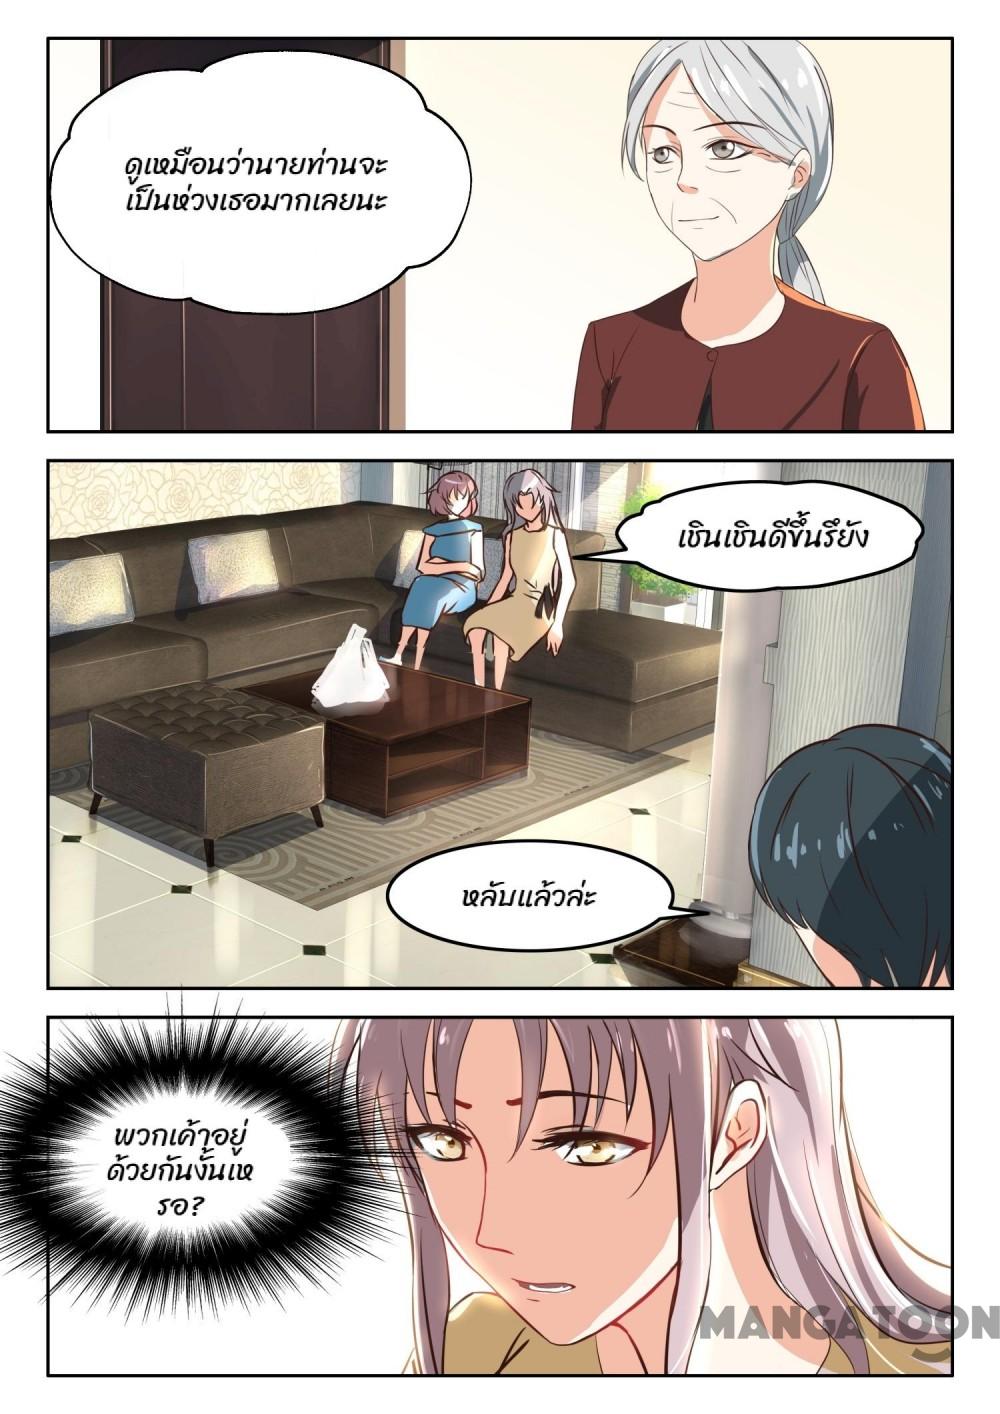 ดูเหมือนว่านายท่านจะ
เป็นห่วงเธอมากเลยนะ
เชินเชินดีขึ้นรึยัง
หลับแล้วล่ะ
พวกเค้าอยู่
ด้วยกันงั้นเห
รอ?
MANGATOON